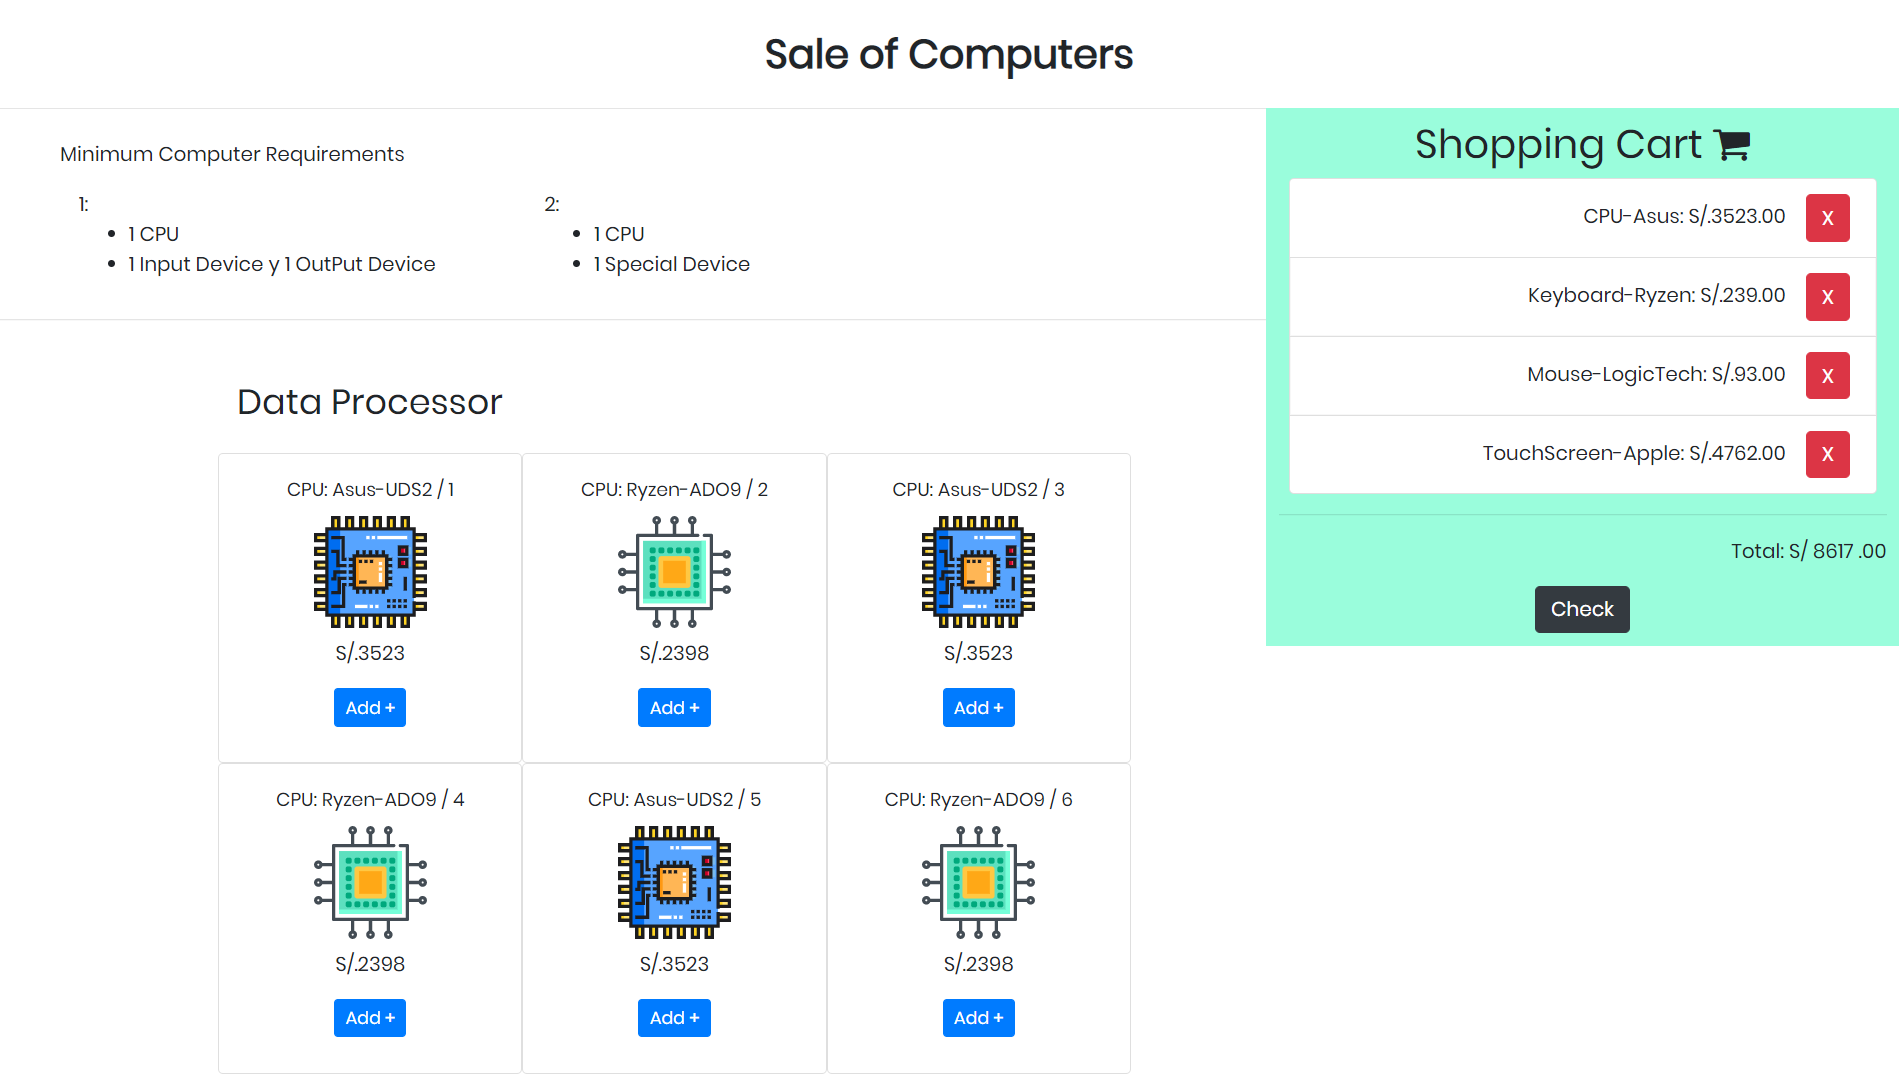 Sale of Computers
Minimum Computer Requirements
1:
1 CPU
1 Input Device y 1 OutPut Device
2:
1 CPU
1 Special Device
Shopping Cart
CPU-Asus: S/.3523.00 X
Keyboard-Ryzen: S/.239.00 X
Mouse-LogicTech: S/.93.00 X
TouchScreen-Apple: S/.4762.00 X
Total: S/ 8617 .00
Check
Data Processor
CPU: Asus-UDS2 / 1
S/.3523
Add +
CPU: Ryzen-ADO9 / 2
S/.2398
Add +
CPU: Asus-UDS2 / 3
S/.3523
Add +
CPU: Ryzen-ADO9 / 4
S/.2398
Add +
CPU: Asus-UDS2 / 5
S/.3523
Add +
CPU: Ryzen-ADO9 / 6
S/.2398
Add +